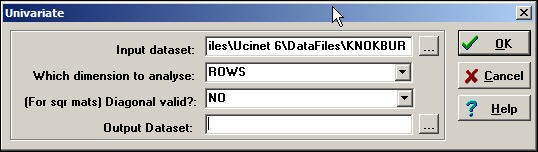 Univariate
Input dataset: iles\Ucinet 6\DataFiles\KNOKBUR ...
Which dimension to analyse: ROWS
(For sqr mats) Diagonal valid?: NO
Output Dataset: ...
OK
Cancel
? Help